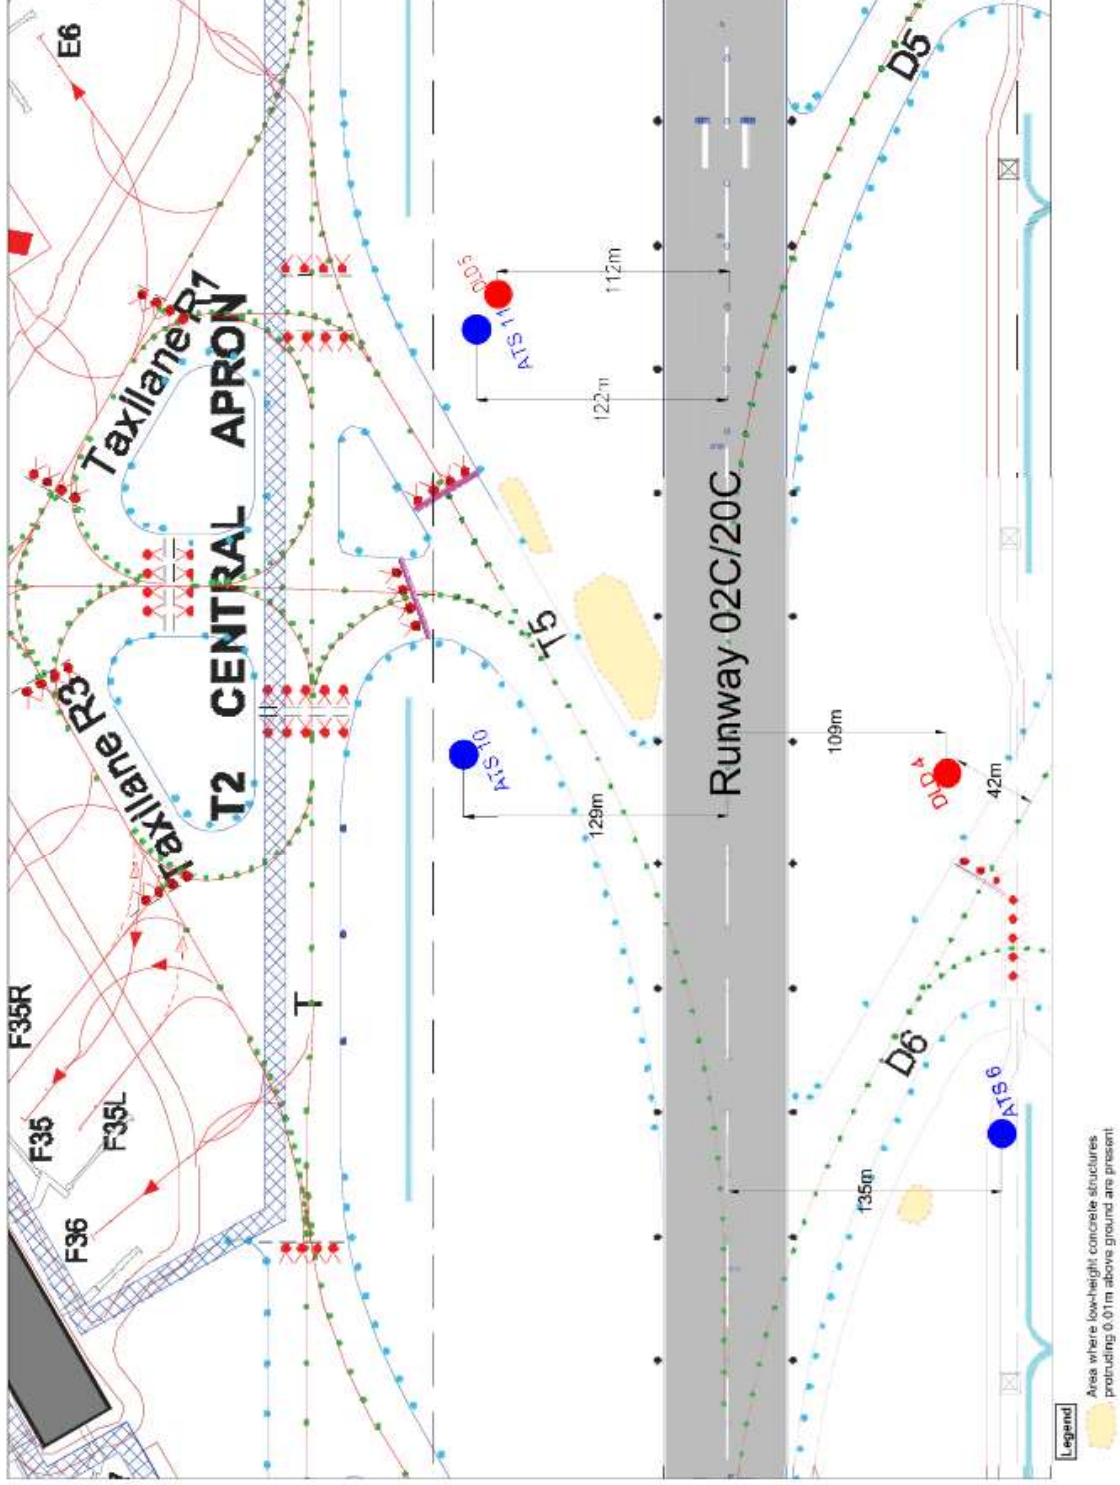 E6
D5
Taxilane R1
T2 CENTRAL APRON
DLD5
ATS 11
112m
122m
Taxilane R3
T5
Runway 02C/20C
ATS 10
129m
109m
DLD 4
42m
T
F35R
F35
F35L
F36
D6
ATS 6
135m
Legend
Area where low-height concrete structures
protruding 0.01m above ground are present